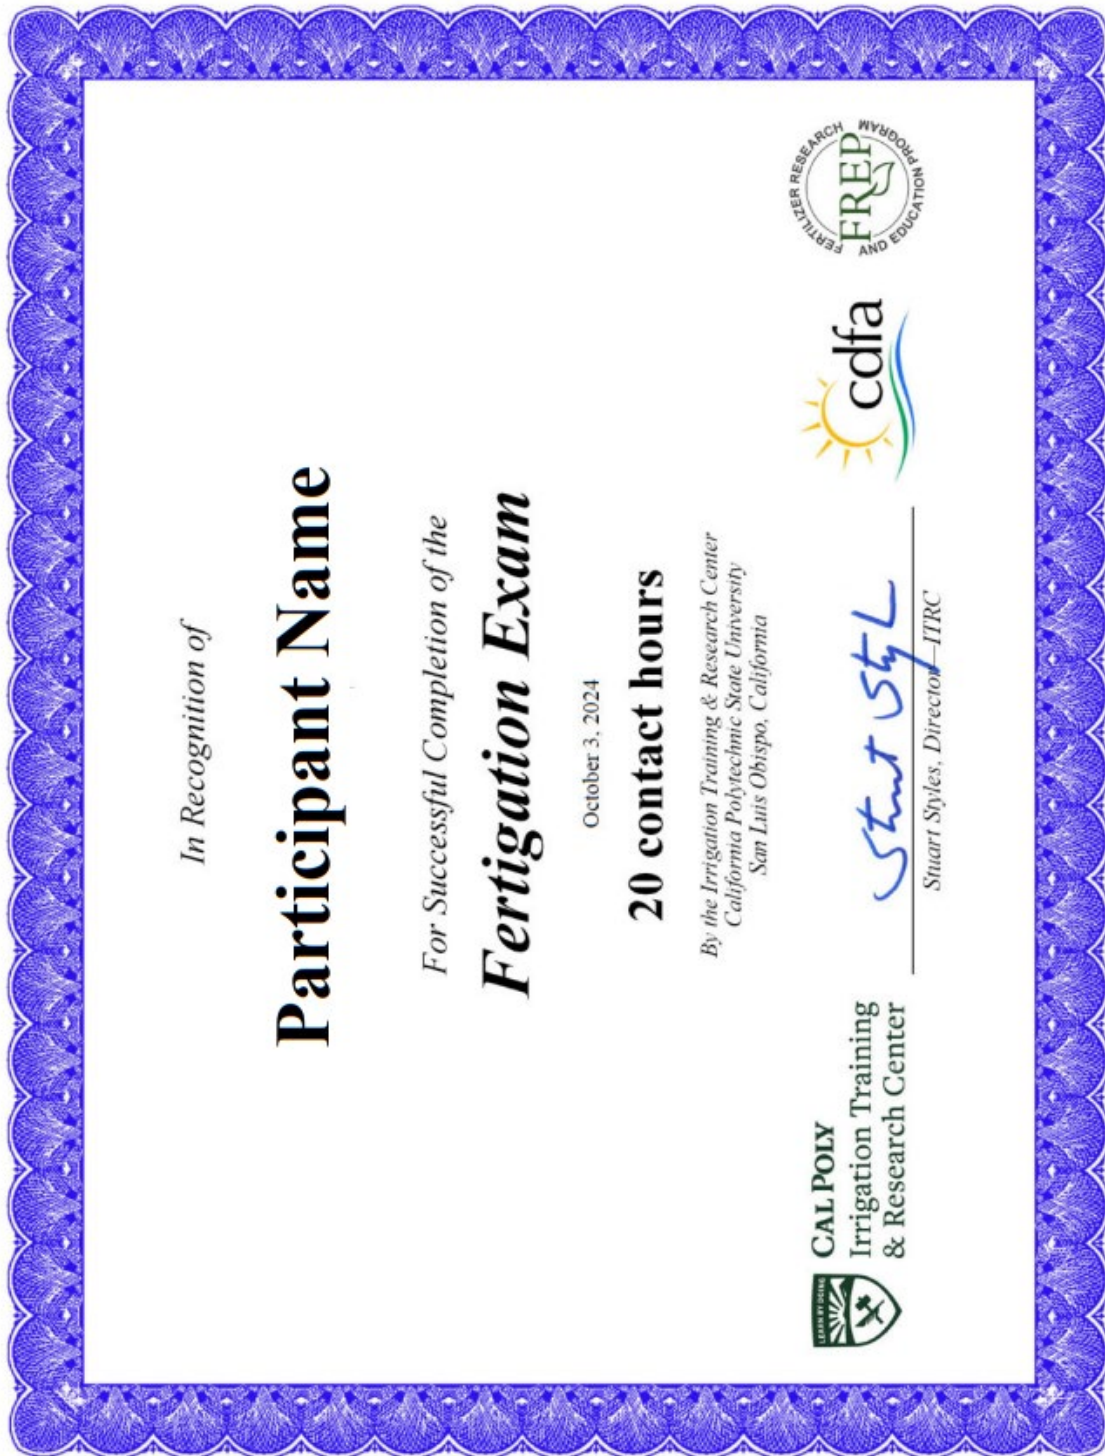 In Recognition of
Participant Name
For Successful Completion of the
Fertigation Exam
October 3, 2024
20 contact hours
By the Irrigation Training & Research Center
California Polytechnic State University
San Luis Obispo, California
LEARN BY DOING
CAL POLY
Irrigation Training
& Research Center
Stuart Styles, Director—ITRC
cdfa
FERTILIZER RESEARCH
AND EDUCATION PROGRAM
FREP